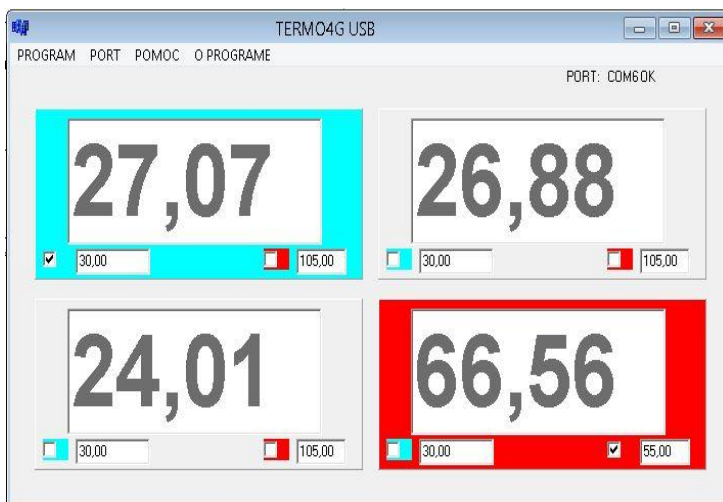 TERMO4G USB
PROGRAM PORT POMOC O PROGRAME
PORT: COM6OK
27,07
26,88
30,00 105,00
30,00 105,00
24,01
66,56
30,00 105,00
30,00 55,00